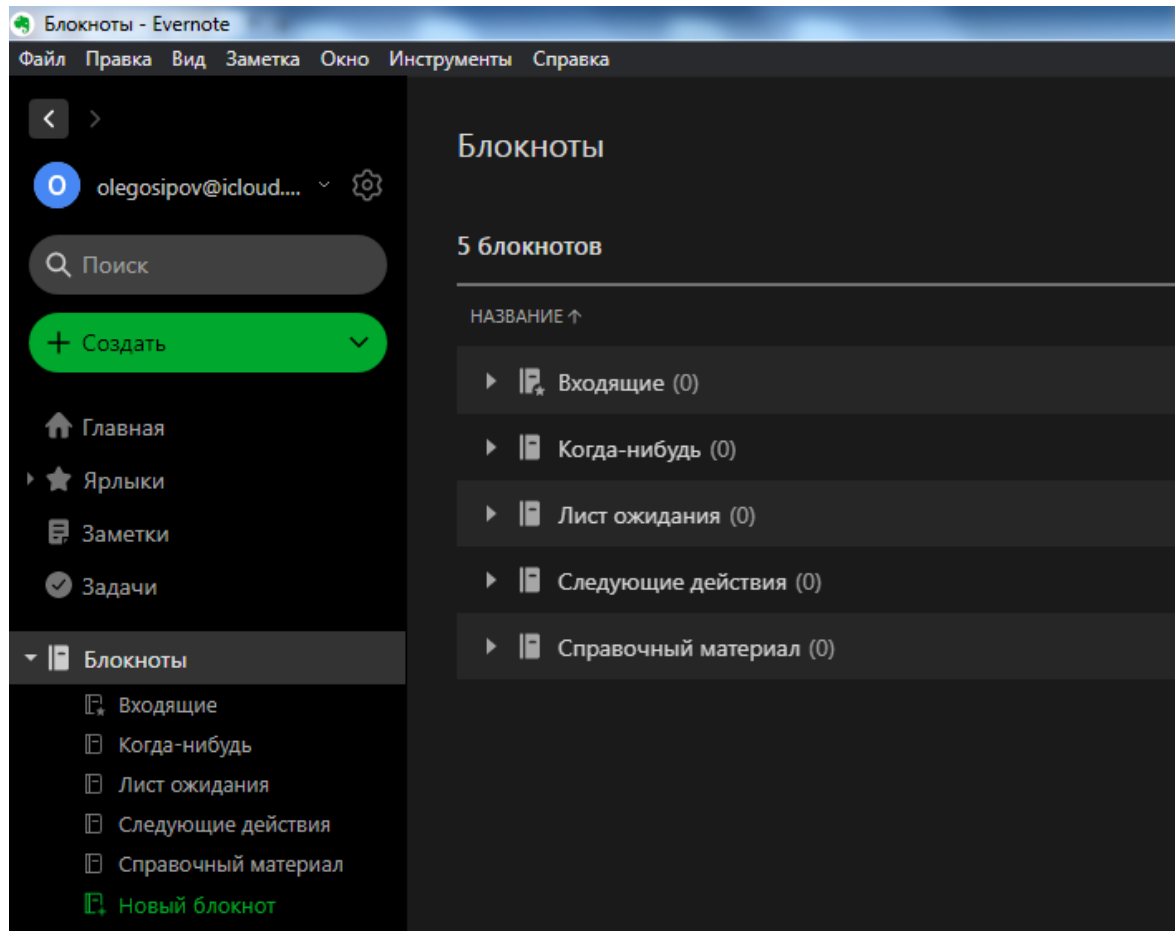 Блокноты - Evernote
Файл Правка Вид Заметка Окно Инструменты Справка
O olegosipov@icloud....
Поиск
Создать
Главная
Ярлыки
Заметки
Задачи
Блокноты
Входящие
Когда-нибудь
Лист ожидания
Следующие действия
Справочный материал
Новый блокнот
Блокноты
5 блокнотов
НАЗВАНИЕ ↑
Входящие (0)
Когда-нибудь (0)
Лист ожидания (0)
Следующие действия (0)
Справочный материал (0)